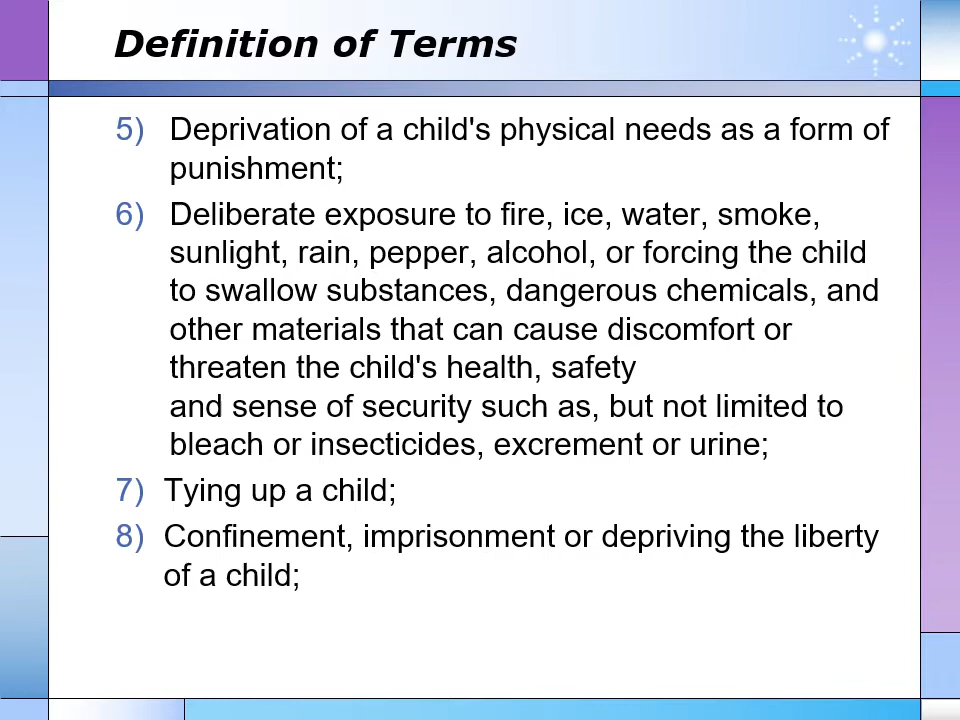 Definition of Terms
5) Deprivation of a child's physical needs as a form of
punishment;
6) Deliberate exposure to fire, ice, water, smoke,
sunlight, rain, pepper, alcohol, or forcing the child
to swallow substances, dangerous chemicals, and
other materials that can cause discomfort or
threaten the child's health, safety
and sense of security such as, but not limited to
bleach or insecticides, excrement or urine;
7) Tying up a child;
8) Confinement, imprisonment or depriving the liberty
of a child;